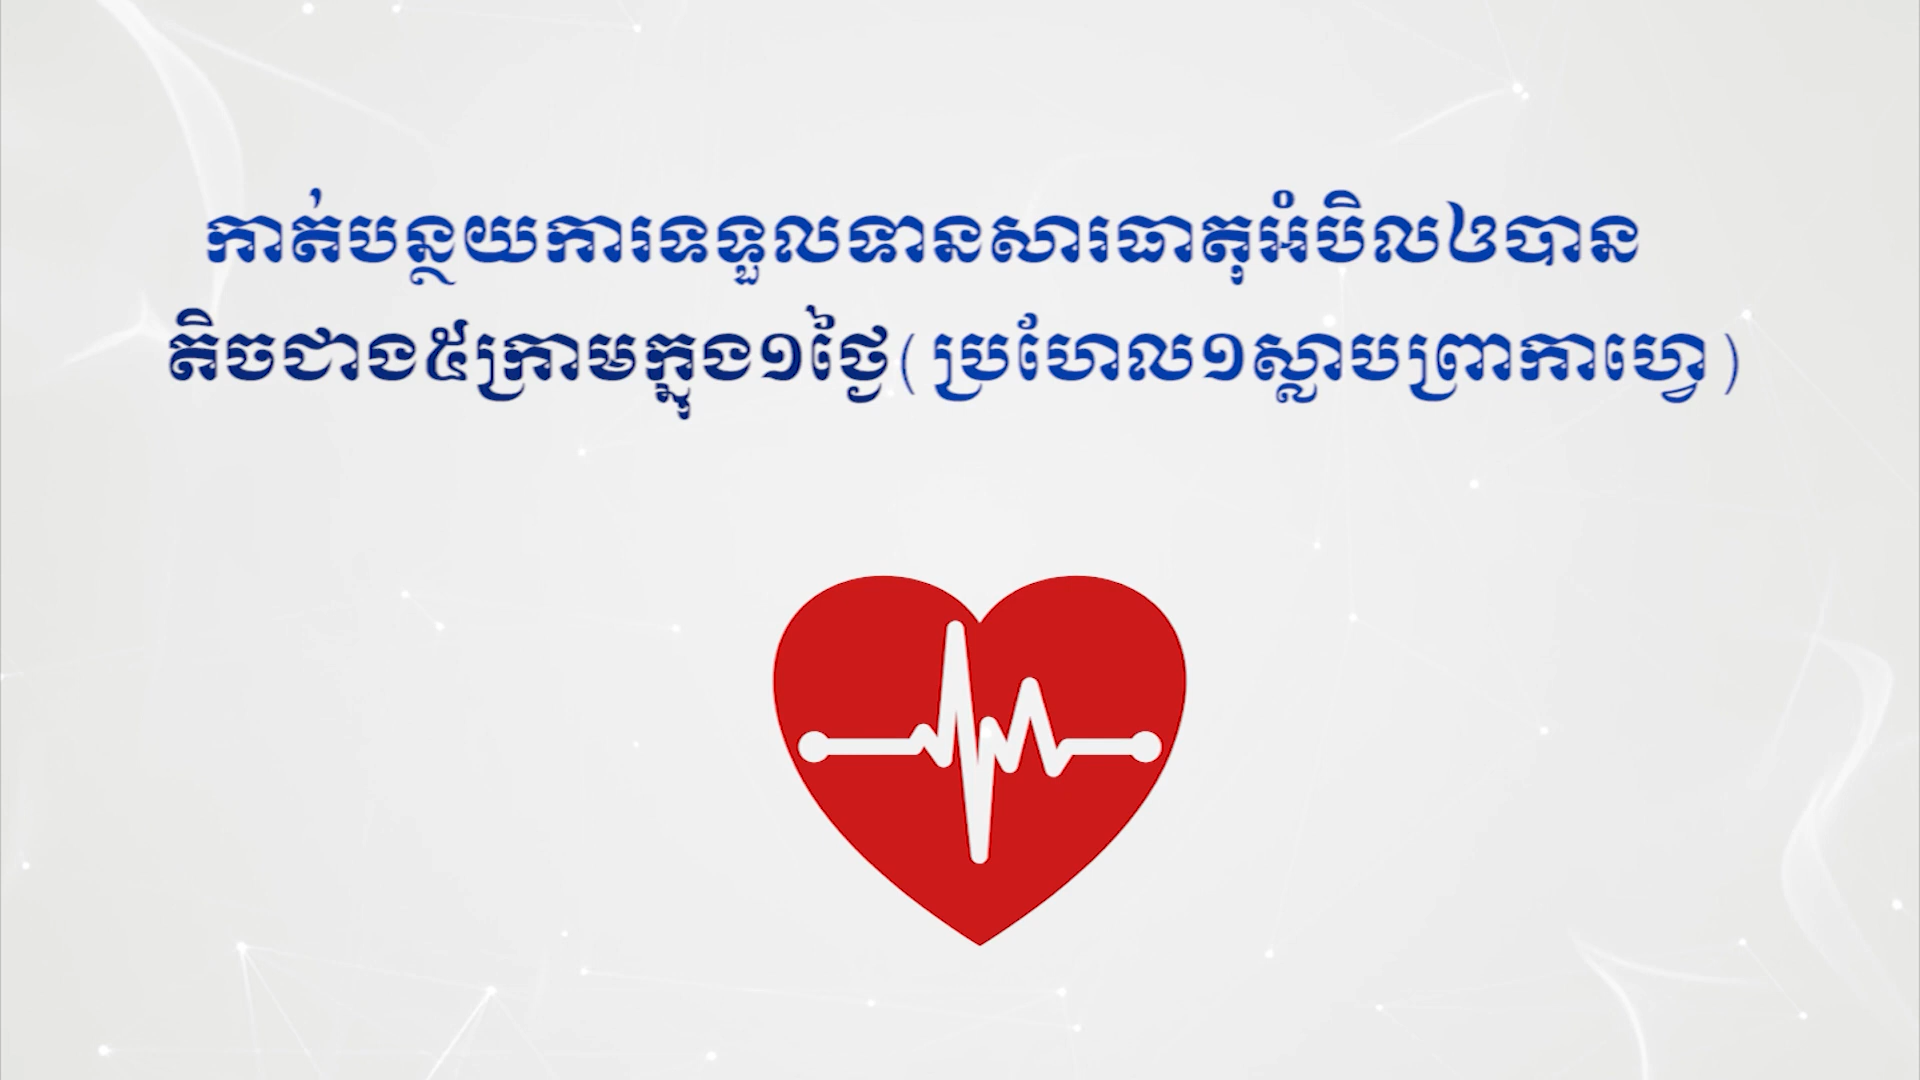 កាត់បន្ថយការទទួលទានសារធាតុអំបិលឲបាន
តិចជាង៥ក្រាមក្នុង១ថ្ងៃ(ប្រហែល១ស្លាបព្រាកាហ្វេ)